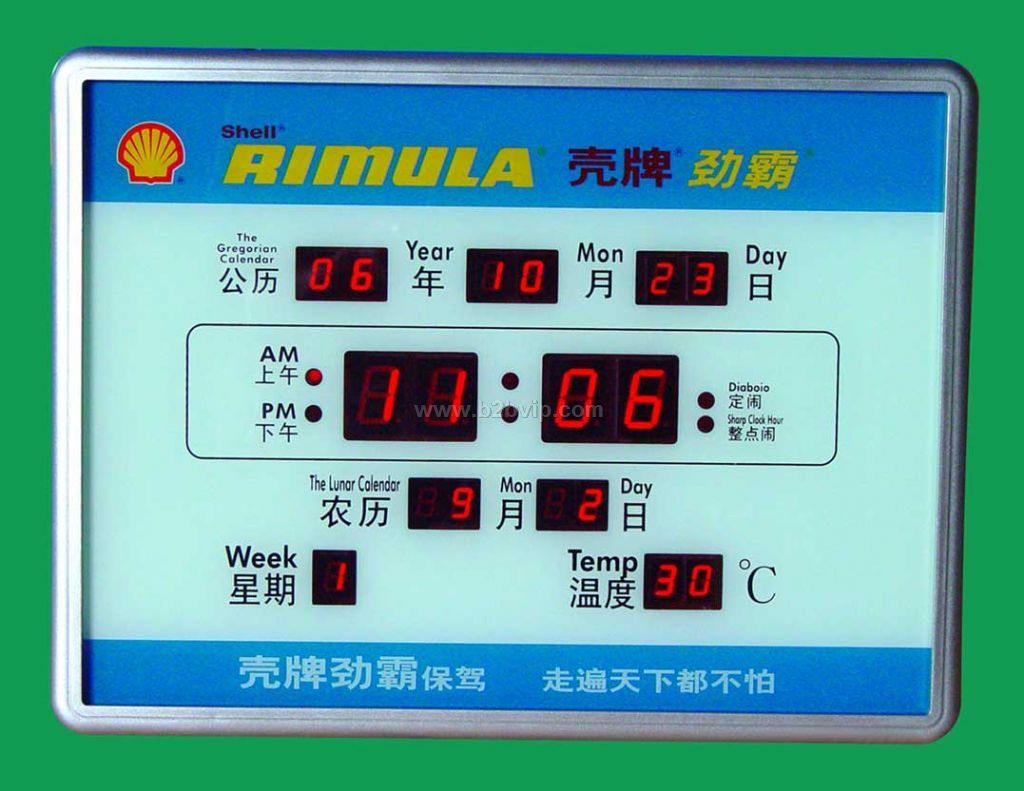 Shell®
RIMULA® 壳牌® 劲霸®
The
Gregorian
Calendar
公历 06 Year 年 10 Mon 月 23 Day 日
AM
上午
PM
下午
11:06
Diaboio
定闹
Sharp Clock Hour
整点闹
www.b2bvip.com
The Lunar Calendar
农历 9 Mon 月 2 Day 日
Week
星期 1
Temp
温度 30 ℃
壳牌劲霸保驾 走遍天下都不怕